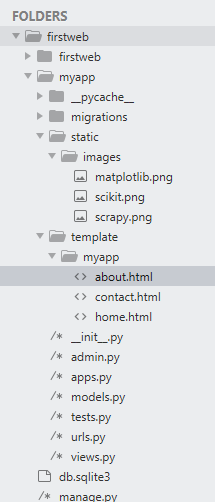 FOLDERS
firstweb
firstweb
myapp
__pycache__
migrations
static
images
matplotlib.png
scikit.png
scrapy.png
template
myapp
<> about.html
<> contact.html
<> home.html
/* __init__.py
/* admin.py
/* apps.py
/* models.py
/* tests.py
/* urls.py
/* views.py
db.sqlite3
/* manage.py